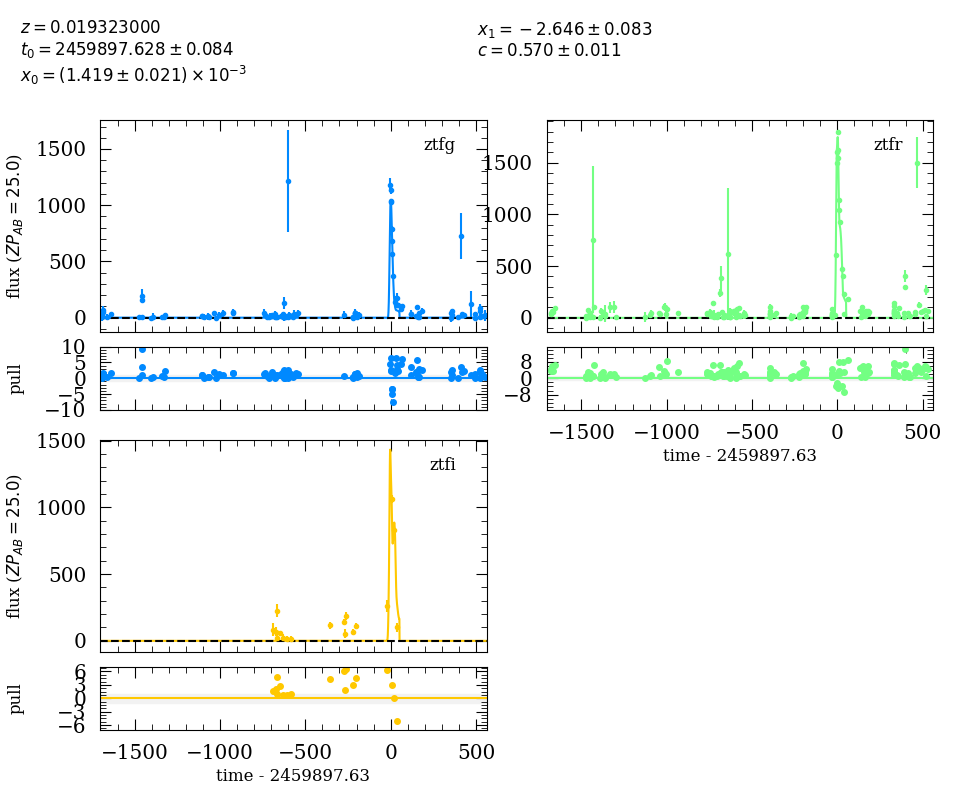 z = 0.019323000
t₀ = 2459897.628 ± 0.084
x₀ = (1.419 ± 0.021) × 10⁻³
x₁ = −2.646 ± 0.083
c = 0.570 ± 0.011
ztfg
flux (ZP_AB = 25.0)
1500
1000
500
0
pull
10
5
0
−5
−10
ztfr
1500
1000
500
0
8
0
−8
−1500 −1000 −500 0 500
time - 2459897.63
ztfi
flux (ZP_AB = 25.0)
1500
1000
500
0
pull
6
3
0
−3
−6
−1500 −1000 −500 0 500
time - 2459897.63